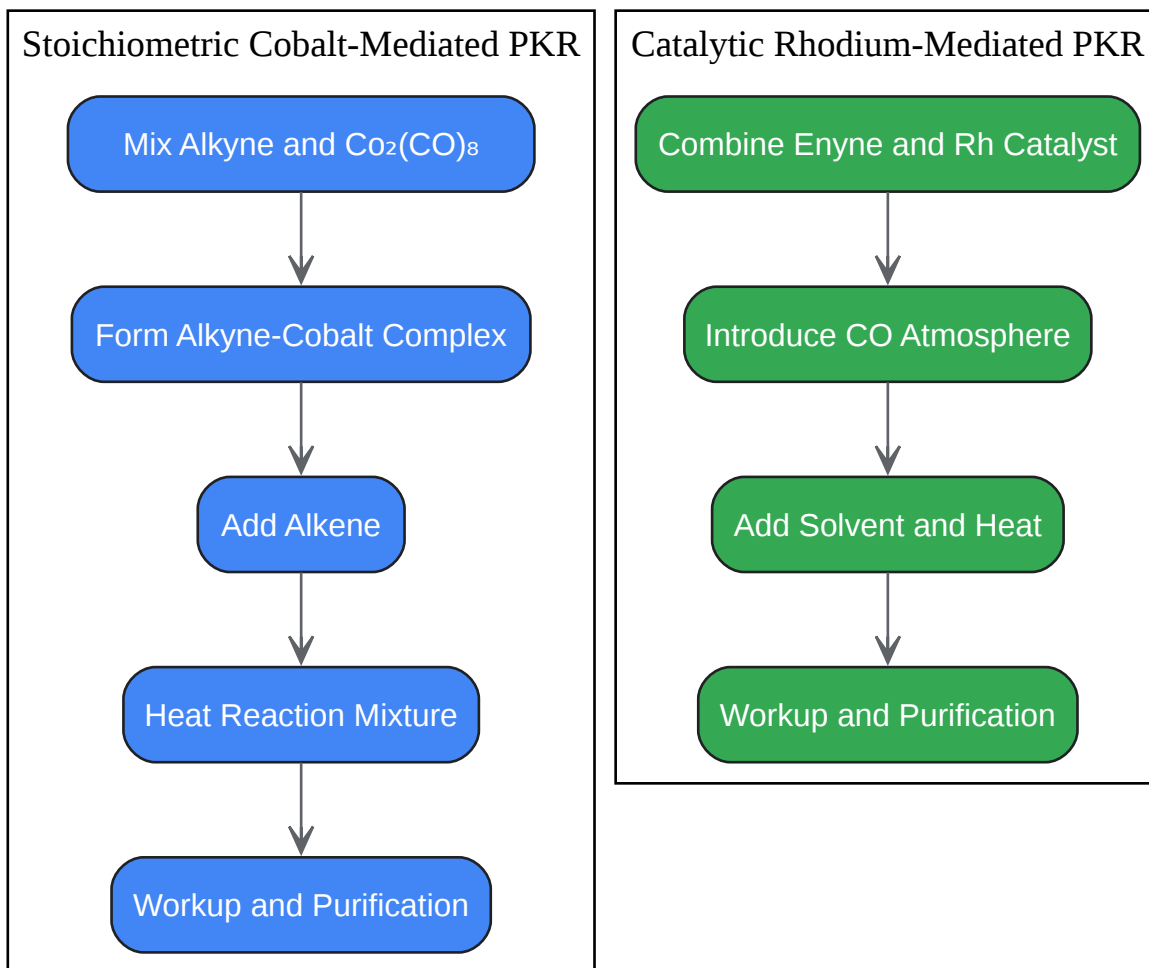 Stoichiometric Cobalt-Mediated PKR
Mix Alkyne and Co₂(CO)₈
Form Alkyne-Cobalt Complex
Add Alkene
Heat Reaction Mixture
Workup and Purification
Catalytic Rhodium-Mediated PKR
Combine Enyne and Rh Catalyst
Introduce CO Atmosphere
Add Solvent and Heat
Workup and Purification